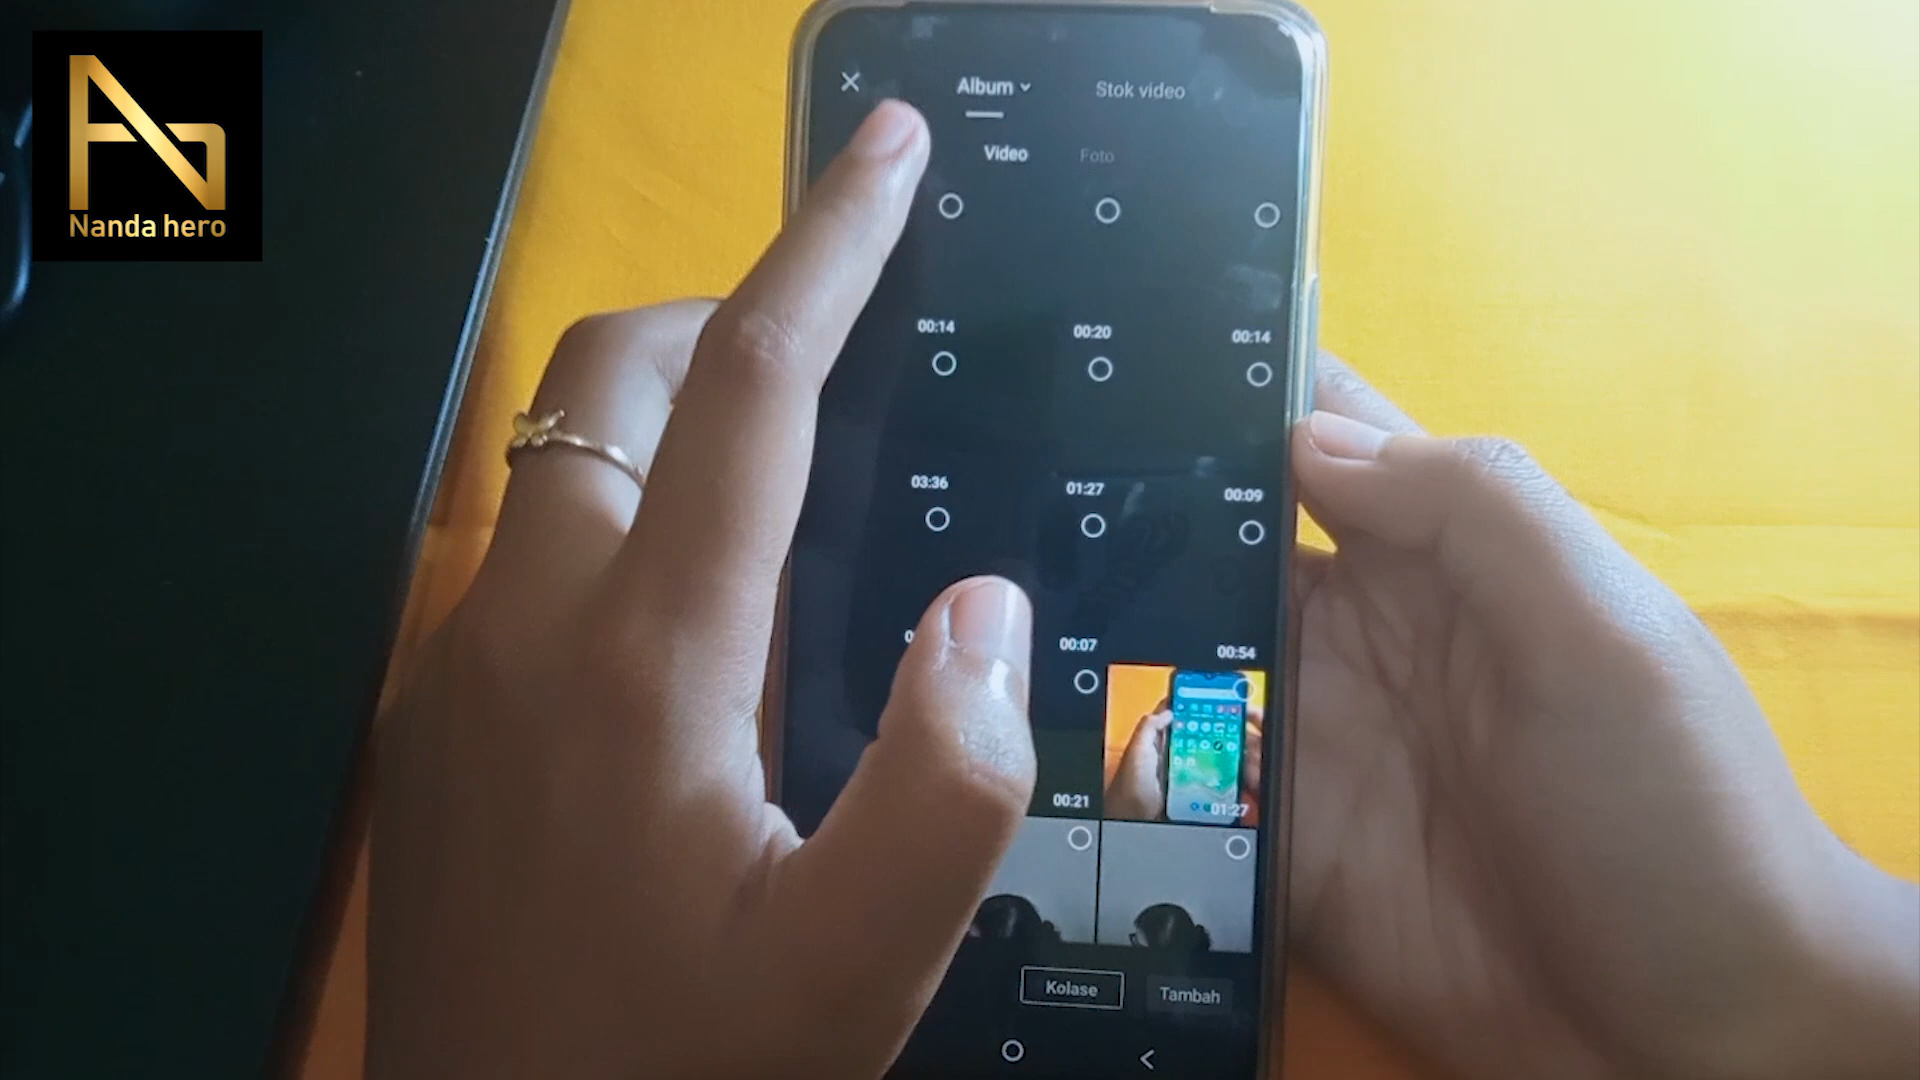 Nanda hero
Album
Stok video
Video
Foto
00:14
00:20
00:14
03:36
01:27
00:09
00:07
00:54
00:21
01:27
Kolase
Tambah